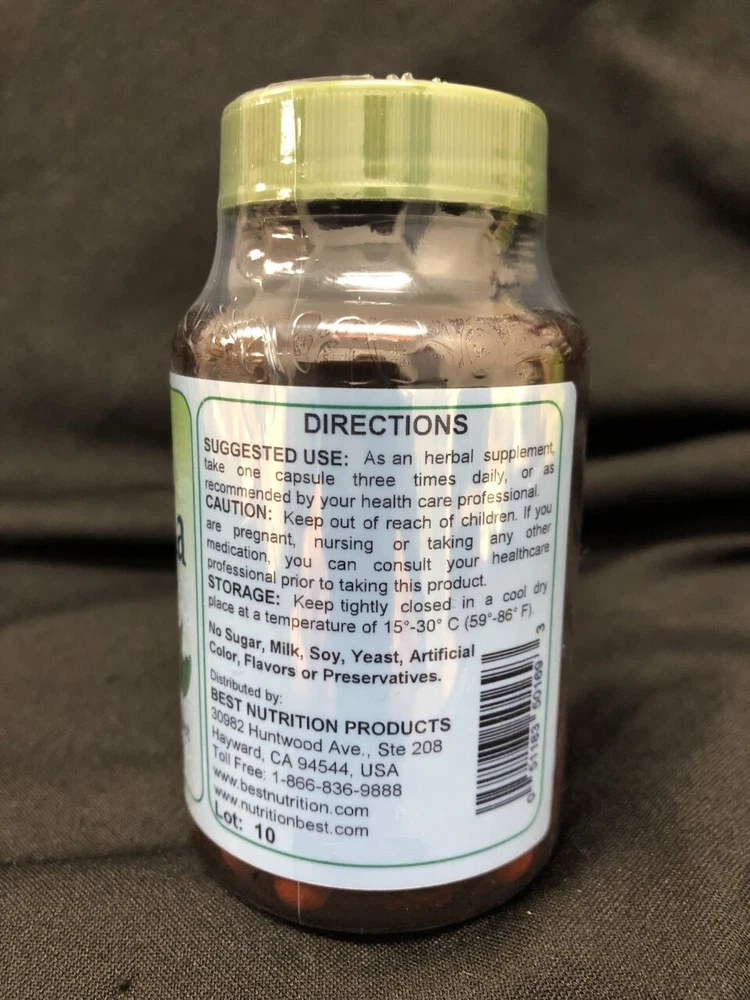 DIRECTIONS
SUGGESTED USE: As an herbal supplement,
take one capsule three times daily, or as
recommended by your health care professional.
CAUTION: Keep out of reach of children. If you
are pregnant, nursing or taking any other
medication, you can consult your healthcare
professional prior to taking this product.
STORAGE: Keep tightly closed in a cool dry
place at a temperature of 15°-30° C (59°-86° F).
No Sugar, Milk, Soy, Yeast, Artificial
Color, Flavors or Preservatives.
Distributed by:
BEST NUTRITION PRODUCTS
30982 Huntwood Ave., Ste 208
Hayward, CA 94544, USA
Toll Free: 1-866-836-9888
www.bestnutrition.com
www.nutritionbest.com
Lot: 10
0 51183 50169 3
a